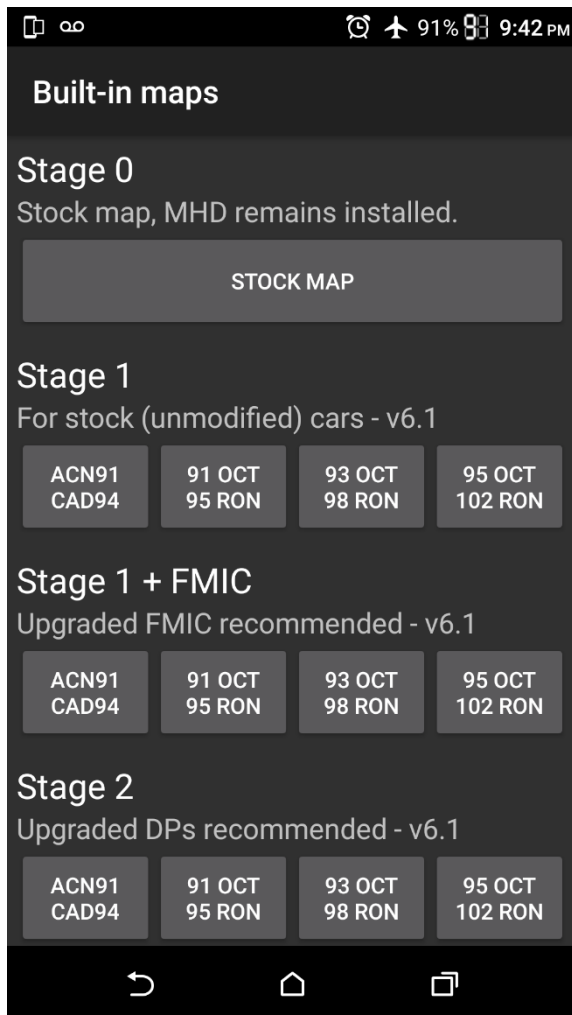 91% 9:42 PM
Built-in maps
Stage 0
Stock map, MHD remains installed.
STOCK MAP
Stage 1
For stock (unmodified) cars - v6.1
ACN91 91 OCT 93 OCT 95 OCT
CAD94 95 RON 98 RON 102 RON
Stage 1 + FMIC
Upgraded FMIC recommended - v6.1
ACN91 91 OCT 93 OCT 95 OCT
CAD94 95 RON 98 RON 102 RON
Stage 2
Upgraded DPs recommended - v6.1
ACN91 91 OCT 93 OCT 95 OCT
CAD94 95 RON 98 RON 102 RON